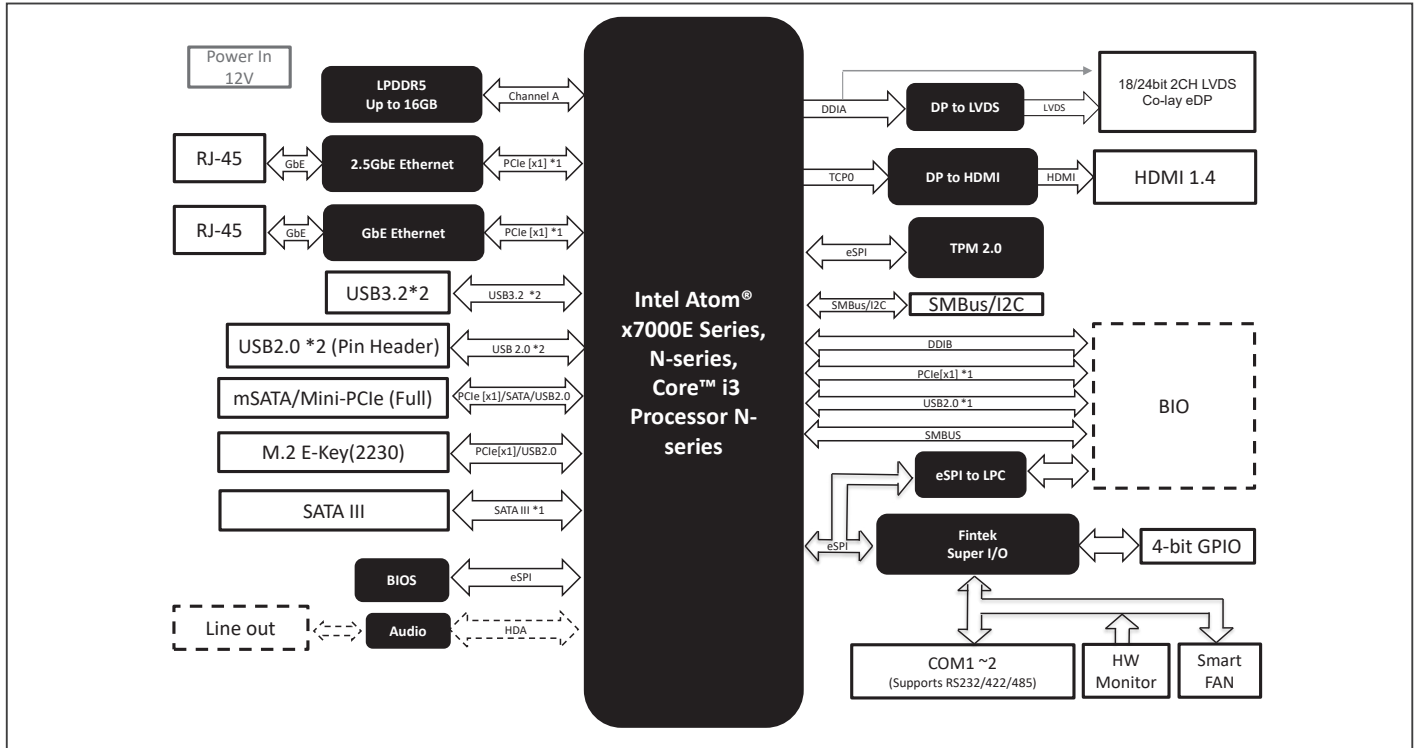 Power In
12V
LPDDR5
Up to 16GB
Channel A
RJ-45
GbE
2.5GbE Ethernet
PCIe [x1] *1
RJ-45
GbE
GbE Ethernet
PCIe [x1] *1
USB3.2*2
USB3.2 *2
USB2.0 *2 (Pin Header)
USB 2.0 *2
mSATA/Mini-PCIe (Full)
PCIe [x1]/SATA/USB2.0
M.2 E-Key(2230)
PCIe[x1]/USB2.0
SATA III
SATA III *1
BIOS
eSPI
Line out
Audio
HDA
Intel Atom®
x7000E Series,
N-series,
Core™ i3
Processor N-
series
DDIA
DP to LVDS
LVDS
18/24bit 2CH LVDS
Co-lay eDP
TCP0
DP to HDMI
HDMI
HDMI 1.4
eSPI
TPM 2.0
SMBus/I2C
SMBus/I2C
DDIB
PCIe[x1] *1
USB2.0 *1
SMBUS
BIO
eSPI to LPC
eSPI
Fintek
Super I/O
4-bit GPIO
COM1 ~2
(Supports RS232/422/485)
HW
Monitor
Smart
FAN